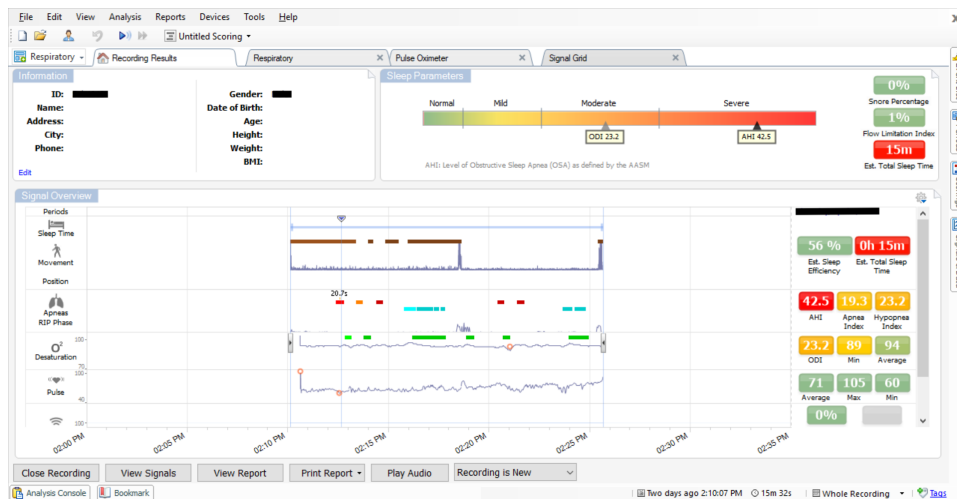 File Edit View Analysis Reports Devices Tools Help
Untitled Scoring
Respiratory Recording Results Respiratory Pulse Oximeter Signal Grid
Information
ID: Gender:
Name: Date of Birth:
Address: Age:
City: Height:
Phone: Weight:
BMI:
Edit
Sleep Parameters
Normal Mild Moderate Severe
ODI 23.2 AHI 42.5
AHI: Level of Obstructive Sleep Apnea (OSA) as defined by the AASM
0%
Snore Percentage
1%
Flow Limitation Index
15m
Est. Total Sleep Time
Signal Overview
Periods
Sleep Time
Movement
Position
20.7s
Apneas
RIP Phase
100
O2
Desaturation
70
100
Pulse
40
100
02:00 PM 02:05 PM 02:10 PM 02:15 PM 02:20 PM 02:25 PM 02:30 PM 02:35 PM
56 % 0h 15m
Est. Sleep Efficiency Est. Total Sleep Time
42.5 19.3 23.2
AHI Apnea Index Hypopnea Index
23.2 89 94
ODI Min Average
71 105 60
Average Max Min
0%
Close Recording View Signals View Report Print Report Play Audio Recording is New
Analysis Console Bookmark Two days ago 2:10:07 PM 15m 32s Whole Recording Tags